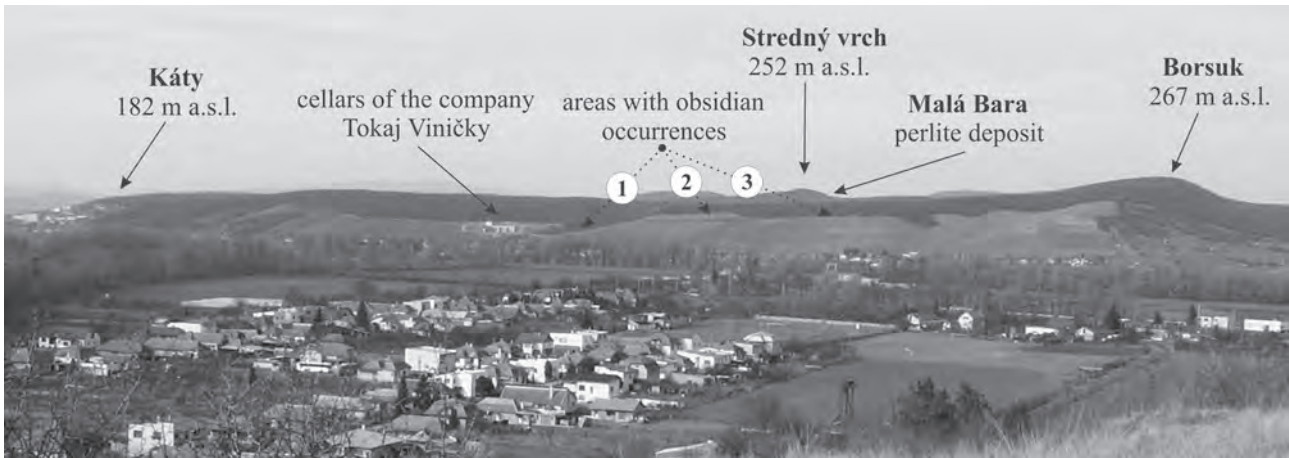 Káty
182 m a.s.l.
cellars of the company
Tokaj Viničky
areas with obsidian
occurrences
1
2
3
Stredný vrch
252 m a.s.l.
Malá Bara
perlite deposit
Borsuk
267 m a.s.l.